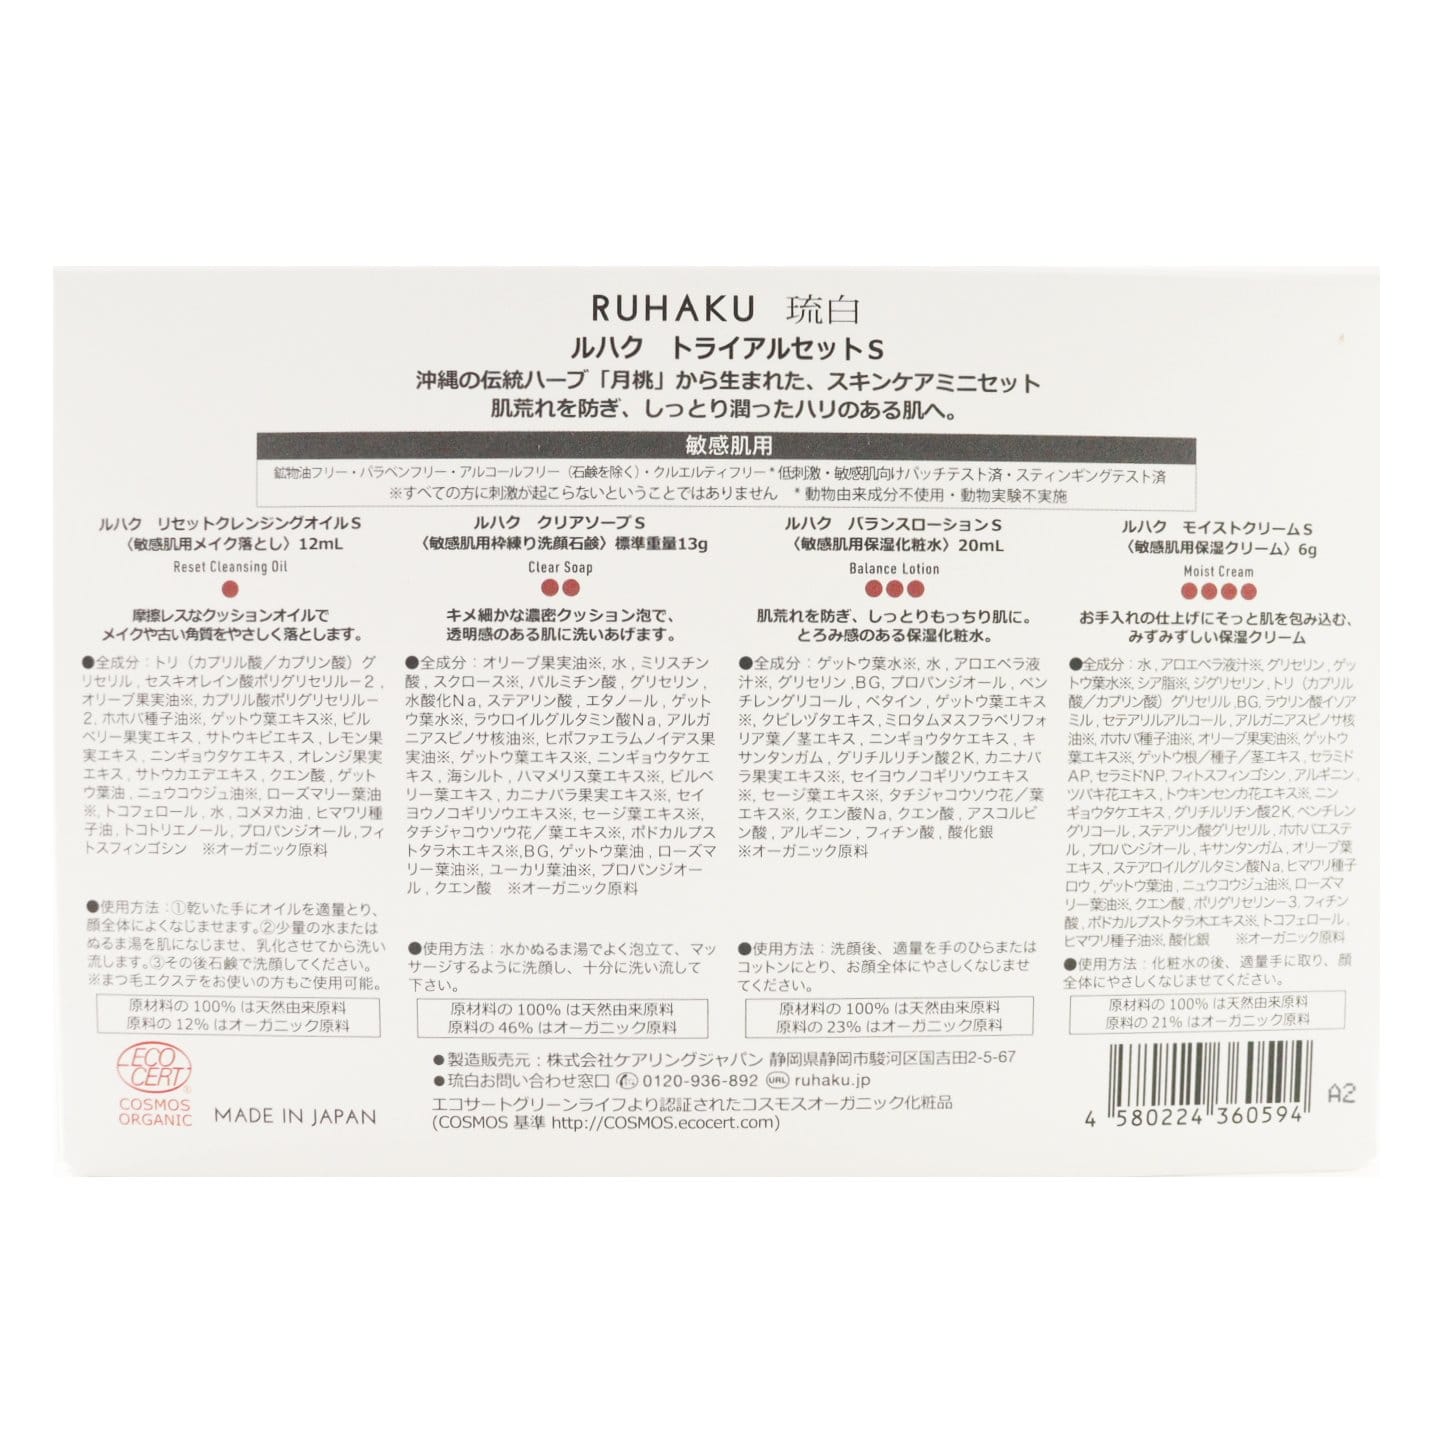 RUHAKU 琉白
ルハク トライアルセットS
沖縄の伝統ハーブ「月桃」から生まれた、スキンケアミニセット
肌荒れを防ぎ、しっとり潤ったハリのある肌へ。
敏感肌用
鉱物油フリー・パラベンフリー・アルコールフリー（石鹸を除く）・クルエルティフリー*低刺激・敏感肌向けパッチテスト済・スティンギングテスト済
※すべての方に刺激が起こらないということではありません *動物由来成分不使用・動物実験不実施
ルハク リセットクレンジングオイルS
〈敏感肌用メイク落とし〉12mL
Reset Cleansing Oil
摩擦レスなクッションオイルで
メイクや古い角質をやさしく落とします。
●全成分：トリ（カプリル酸／カプリン酸）グ
リセリル , セスキオレイン酸ポリグリセリル－2 ,
オリーブ果実油※, カプリル酸ポリグリセリル－
2, ホホバ種子油※, ゲットウ葉エキス※, ビル
ベリー果実エキス , サトウキビエキス , レモン果
実エキス , ニンギョウタケエキス , オレンジ果実
エキス , サトウカエデエキス , クエン酸 , ゲット
ウ葉油 , ニュウコウジュ油※, ローズマリー葉油
※, トコフェロール , 水 , コメヌカ油 , ヒマワリ種
子油 , トコトリエノール , プロパンジオール , フィ
トスフィンゴシン ※オーガニック原料
●使用方法：①乾いた手にオイルを適量とり、
顔全体によくなじませます。②少量の水または
ぬるま湯を肌になじませ、乳化させてから洗い
流します。③その後石鹸で洗顔してください。
※まつ毛エクステをお使いの方もご使用可能。
原材料の 100% は天然由来原料
原料の 12% はオーガニック原料
ルハク クリアソープS
〈敏感肌用枠練り洗顔石鹸〉標準重量13g
Clear Soap
キメ細かな濃密クッション泡で、
透明感のある肌に洗いあげます。
●全成分：オリーブ果実油※, 水 , ミリスチン
酸 , スクロース※, パルミチン酸 , グリセリン ,
水酸化Na, ステアリン酸 , エタノール , ゲット
ウ葉水※, ラウロイルグルタミン酸Na, アルガ
ニアスピノサ核油※, ヒポファエラムノイデス果
実油※, ゲットウ葉エキス※, ニンギョウタケエ
キス , 海シルト , ハマメリス葉エキス※, ビルベ
リー葉エキス , カニナバラ果実エキス※, セイ
ヨウノコギリソウエキス※, セージ葉エキス※,
タチジャコウソウ花／葉エキス※, ポドカルプス
トタラ木エキス※,BG, ゲットウ葉油 , ローズマ
リー葉油※, ユーカリ葉油※, プロパンジオー
ル , クエン酸 ※オーガニック原料
●使用方法：水かぬるま湯でよく泡立て、マッ
サージするように洗顔し、十分に洗い流して
下さい。
原材料の 100% は天然由来原料
原料の 46% はオーガニック原料
ルハク バランスローションS
〈敏感肌用保湿化粧水〉20mL
Balance Lotion
肌荒れを防ぎ、しっとりもっちり肌に。
とろみ感のある保湿化粧水。
●全成分：ゲットウ葉水※, 水 , アロエベラ液
汁※, グリセリン ,BG, プロパンジオール , ペン
チレングリコール , ベタイン , ゲットウ葉エキス
※, クビレヅタエキス , ミロタムヌスフラベリフォ
リア葉／茎エキス , ニンギョウタケエキス , キ
サンタンガム , グリチルリチン酸2K, カニナバ
ラ果実エキス※, セイヨウノコギリソウエキス
※, セージ葉エキス※, タチジャコウソウ花／葉
エキス※, クエン酸Na, クエン酸 , アスコルビ
ン酸 , アルギニン , フィチン酸 , 酸化銀
※オーガニック原料
●使用方法：洗顔後、適量を手のひらまたは
コットンにとり、お顔全体にやさしくなじませ
てください。
原材料の 100% は天然由来原料
原料の 23% はオーガニック原料
ルハク モイストクリームS
〈敏感肌用保湿クリーム〉6g
Moist Cream
お手入れの仕上げにそっと肌を包み込む、
みずみずしい保湿クリーム
●全成分：水 , アロエベラ液汁※, グリセリン , ゲッ
トウ葉水※, シア脂※, ジグリセリン , トリ（カプリル
酸／カプリン酸）グリセリル ,BG, ラウリン酸イソア
ミル , セテアリルアルコール , アルガニアスピノサ核
油※, ホホバ種子油※, オリーブ果実油※, ゲットウ
葉エキス※, ゲットウ根／種子／茎エキス , セラミド
AP, セラミドNP, フィトスフィンゴシン , アルギニン ,
ツバキ花エキス , トウキンセンカ花エキス※, ニン
ギョウタケエキス , グリチルリチン酸2K, ペンチレン
グリコール , ステアリン酸グリセリル , ホホバエステ
ル , プロパンジオール , キサンタンガム , オリーブ葉
エキス , ステアロイルグルタミン酸Na, ヒマワリ種子
ロウ , ゲットウ葉油 , ニュウコウジュ油※, ローズマ
リー葉油※, クエン酸 , ポリグリセリン－3, フィチン
酸 , ポドカルプストタラ木エキス※, トコフェロール ,
ヒマワリ種子油※, 酸化銀 ※オーガニック原料
●使用方法：化粧水の後、適量手に取り、顔
全体にやさしくなじませてください。
原材料の 100% は天然由来原料
原料の 21% はオーガニック原料
ECO
CERT
®
COSMOS
ORGANIC
MADE IN JAPAN
●製造販売元：株式会社ケアリングジャパン 静岡県静岡市駿河区国吉田2-5-67
●琉白お問い合わせ窓口 0120-936-892 URL ruhaku.jp
エコサートグリーンライフより認証されたコスモスオーガニック化粧品
(COSMOS 基準 http://COSMOS.ecocert.com)
4 580224 360594
A2